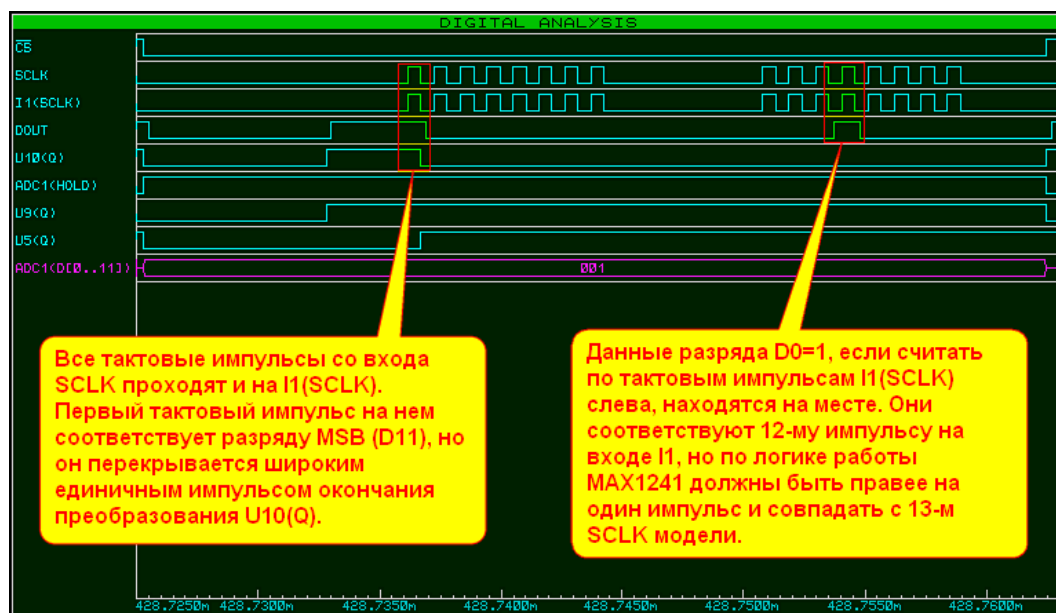 DIGITAL ANALYSIS
CS
SCLK
I1(SCLK)
DOUT
U10(Q)
ADC1(HOLD)
U9(Q)
U5(Q)
ADC1(D[0..11])
001
Все тактовые импульсы со входа
SCLK проходят и на I1(SCLK).
Первый тактовый импульс на нем
соответствует разряду MSB (D11), но
он перекрывается широким
единичным импульсом окончания
преобразования U10(Q).
Данные разряда D0=1, если считать
по тактовым импульсам I1(SCLK)
слева, находятся на месте. Они
соответствуют 12-му импульсу на
входе I1, но по логике работы
MAX1241 должны быть правее на
один импульс и совпадать с 13-м
SCLK модели.
428.7250m 428.7300m 428.7350m 428.7400m 428.7450m 428.7500m 428.7550m 428.7600m